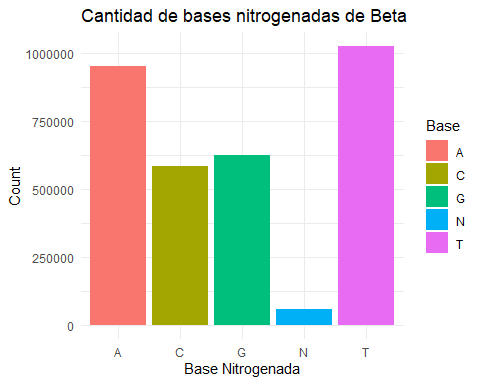 Cantidad de bases nitrogenadas de Beta
Count
1000000
750000
500000
250000
0
A C G N T
Base Nitrogenada
Base
A
C
G
N
T